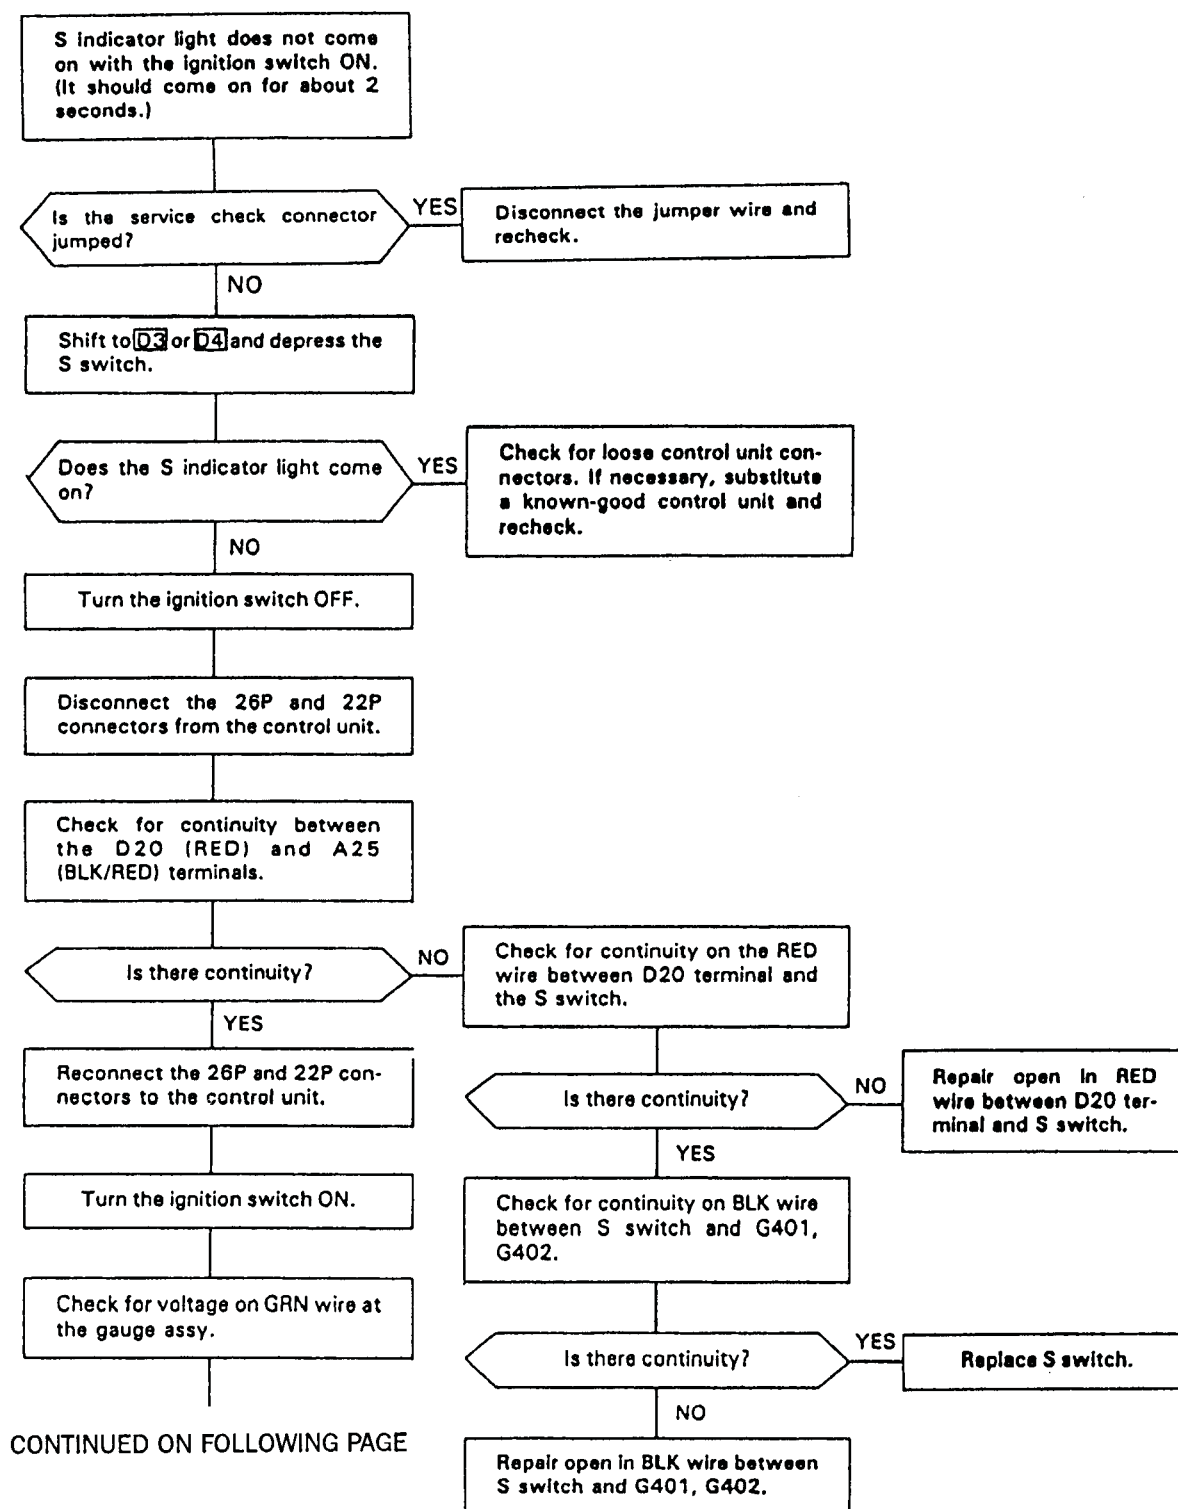 S indicator light does not come
on with the ignition switch ON.
(It should come on for about 2
seconds.)
Is the service check connector
jumped?
YES
Disconnect the jumper wire and
recheck.
NO
Shift to D3 or D4 and depress the
S switch.
Does the S indicator light come
on?
YES
Check for loose control unit con-
nectors. If necessary, substitute
a known-good control unit and
recheck.
NO
Turn the ignition switch OFF.
Disconnect the 26P and 22P
connectors from the control unit.
Check for continuity between
the D20 (RED) and A25
(BLK/RED) terminals.
Is there continuity?
NO
Check for continuity on the RED
wire between D20 terminal and
the S switch.
YES
Reconnect the 26P and 22P con-
nectors to the control unit.
Is there continuity?
NO
Repair open in RED
wire between D20 ter-
minal and S switch.
YES
Turn the ignition switch ON.
Check for continuity on BLK wire
between S switch and G401,
G402.
Check for voltage on GRN wire at
the gauge assy.
Is there continuity?
YES
Replace S switch.
NO
CONTINUED ON FOLLOWING PAGE
Repair open in BLK wire between
S switch and G401, G402.